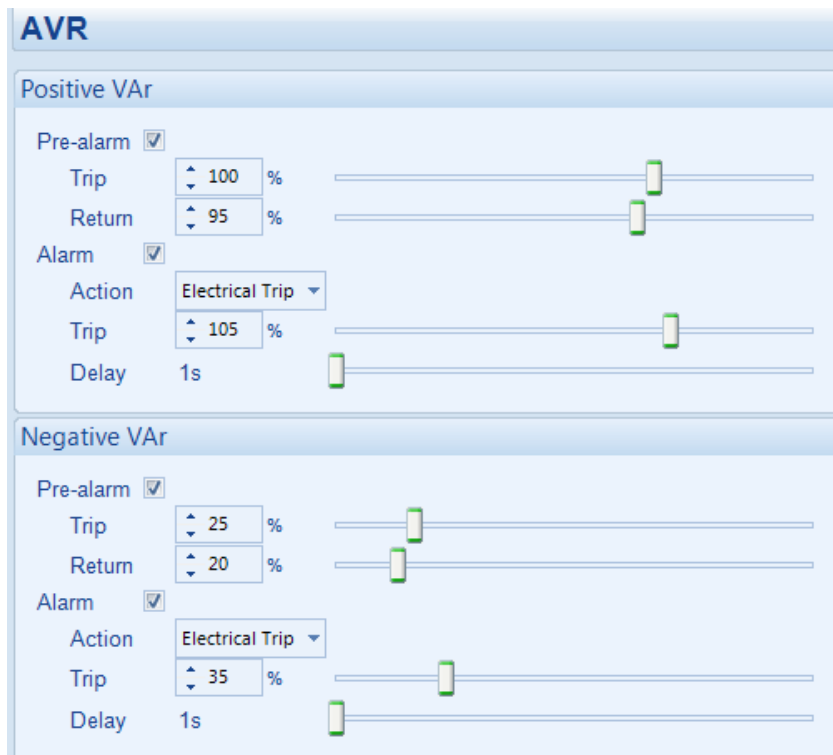 AVR
Positive VAr
Pre-alarm
Trip 100 %
Return 95 %
Alarm
Action Electrical Trip
Trip 105 %
Delay 1s
Negative VAr
Pre-alarm
Trip 25 %
Return 20 %
Alarm
Action Electrical Trip
Trip 35 %
Delay 1s